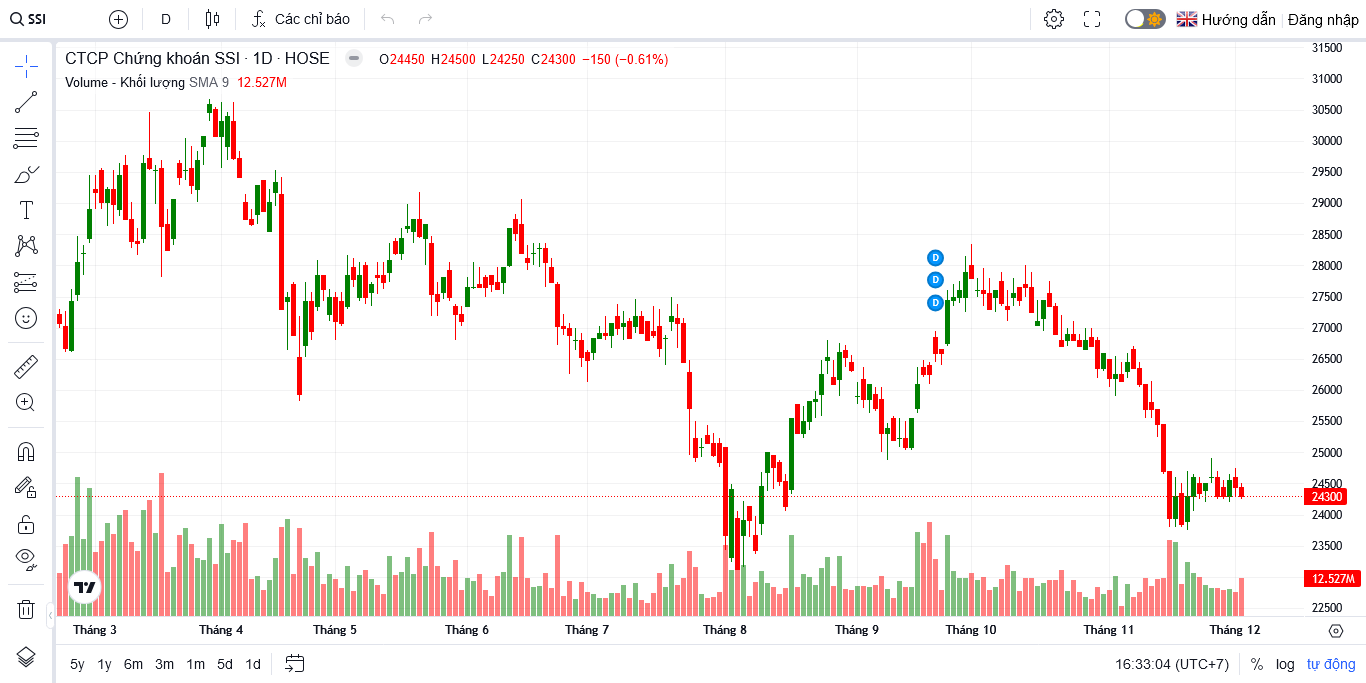 SSI D Các chỉ báo Hướng dẫn Đăng nhập
CTCP Chứng khoán SSI · 1D · HOSE O24450 H24500 L24250 C24300 −150 (−0.61%)
Volume - Khối lượng SMA 9 12.527M
31500
31000
30500
30000
29500
29000
28500
28000
27500
27000
26500
26000
25500
25000
24500
24300
24000
23500
12.527M
22500
D
D
D
Tháng 3 Tháng 4 Tháng 5 Tháng 6 Tháng 7 Tháng 8 Tháng 9 Tháng 10 Tháng 11 Tháng 12
5y 1y 6m 3m 1m 5d 1d 16:33:04 (UTC+7) % log tự động